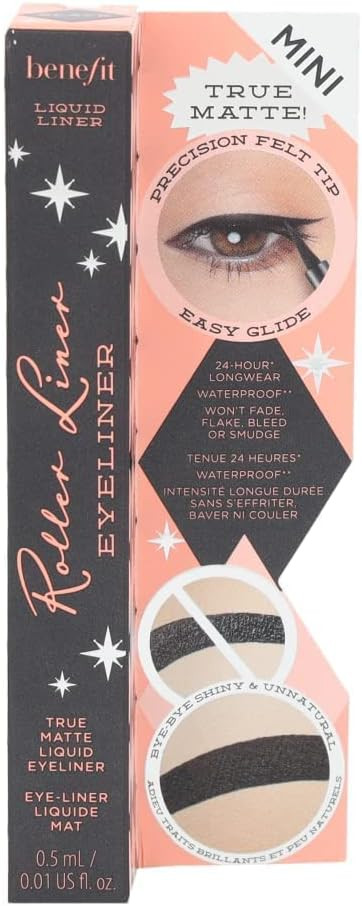 benefit
LIQUID
LINER
Roller Liner
EYELINER
TRUE
MATTE
LIQUID
EYELINER
EYE-LINER
LIQUIDE
MAT
0.5 mL /
0.01 US fl. oz.
MINI
TRUE
MATTE!
PRECISION FELT TIP
EASY GLIDE
24-HOUR*
LONGWEAR
WATERPROOF**
WON'T FADE,
FLAKE, BLEED
OR SMUDGE
TENUE 24 HEURES*
WATERPROOF**
INTENSITÉ LONGUE DURÉE
SANS S'EFFRITER,
BAVER NI COULER
BYE-BYE SHINY & UNNATURAL
ADIEU TRAITS BRILLANTS ET PEU NATURELS